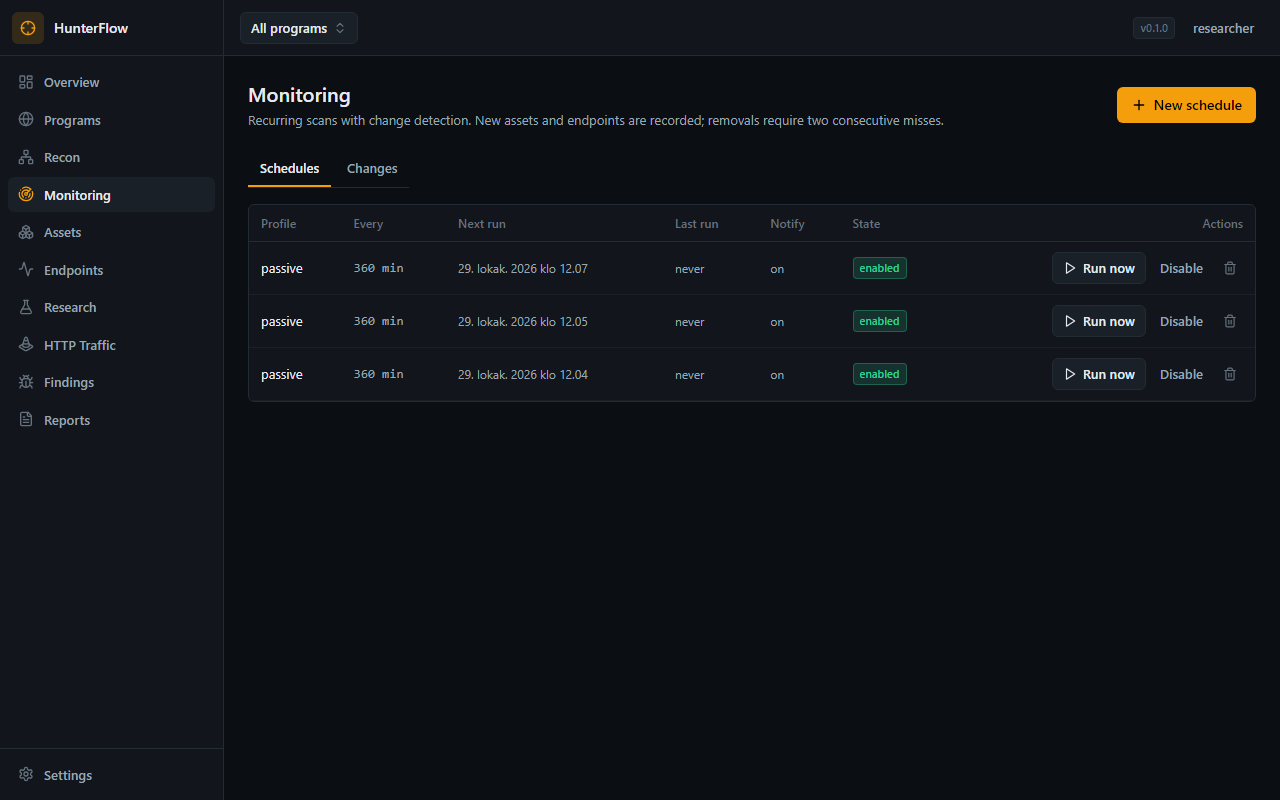 HunterFlow
All programs
v0.1.0
researcher
Overview
Programs
Recon
Monitoring
Assets
Endpoints
Research
HTTP Traffic
Findings
Reports
Settings
Monitoring
Recurring scans with change detection. New assets and endpoints are recorded; removals require two consecutive misses.
New schedule
Schedules Changes
Profile Every Next run Last run Notify State Actions
passive 360 min 29. lokak. 2026 klo 12.07 never on enabled Run now Disable
passive 360 min 29. lokak. 2026 klo 12.05 never on enabled Run now Disable
passive 360 min 29. lokak. 2026 klo 12.04 never on enabled Run now Disable